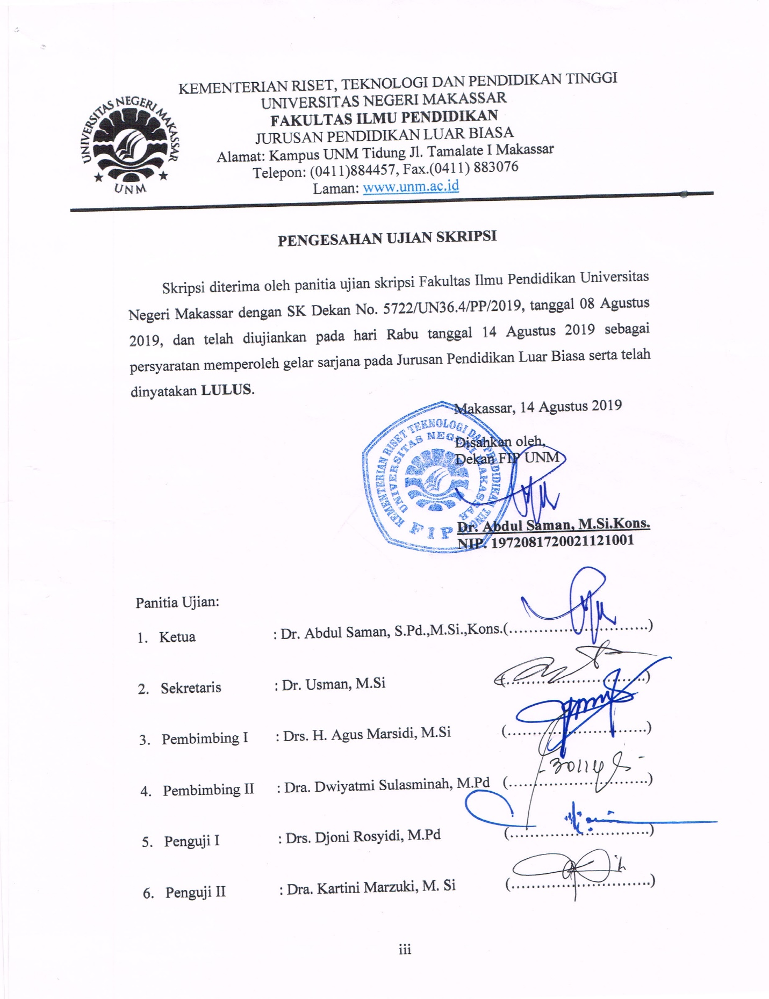 KEMENTERIAN RISET, TEKNOLOGI DAN PENDIDIKAN TINGGI
UNIVERSITAS NEGERI MAKASSAR
FAKULTAS ILMU PENDIDIKAN
JURUSAN PENDIDIKAN LUAR BIASA
Alamat: Kampus UNM Tidung Jl. Tamalate I Makassar
Telepon: (0411)884457, Fax.(0411) 883076
Laman: www.unm.ac.id
UNIVERSITAS NEGERI MAKASSAR
UNM
PENGESAHAN UJIAN SKRIPSI
Skripsi diterima oleh panitia ujian skripsi Fakultas Ilmu Pendidikan Universitas
Negeri Makassar dengan SK Dekan No. 5722/UN36.4/PP/2019, tanggal 08 Agustus
2019, dan telah diujiankan pada hari Rabu tanggal 14 Agustus 2019 sebagai
persyaratan memperoleh gelar sarjana pada Jurusan Pendidikan Luar Biasa serta telah
dinyatakan LULUS.
Makassar, 14 Agustus 2019
Disahkan oleh,
Dekan FIP UNM
KEMENTERIAN RISET TEKNOLOGI DAN PENDIDIKAN TINGGI
UNIVERSITAS NEGERI MAKASSAR
FIP
Dr. Abdul Saman, M.Si.Kons.
NIP. 1972081720021121001
Panitia Ujian:
1. Ketua : Dr. Abdul Saman, S.Pd.,M.Si.,Kons.(..............................)
2. Sekretaris : Dr. Usman, M.Si (..............................)
3. Pembimbing I : Drs. H. Agus Marsidi, M.Si (..............................)
4. Pembimbing II : Dra. Dwiyatmi Sulasminah, M.Pd (..............................)
5. Penguji I : Drs. Djoni Rosyidi, M.Pd (..............................)
6. Penguji II : Dra. Kartini Marzuki, M. Si (..............................)
iii